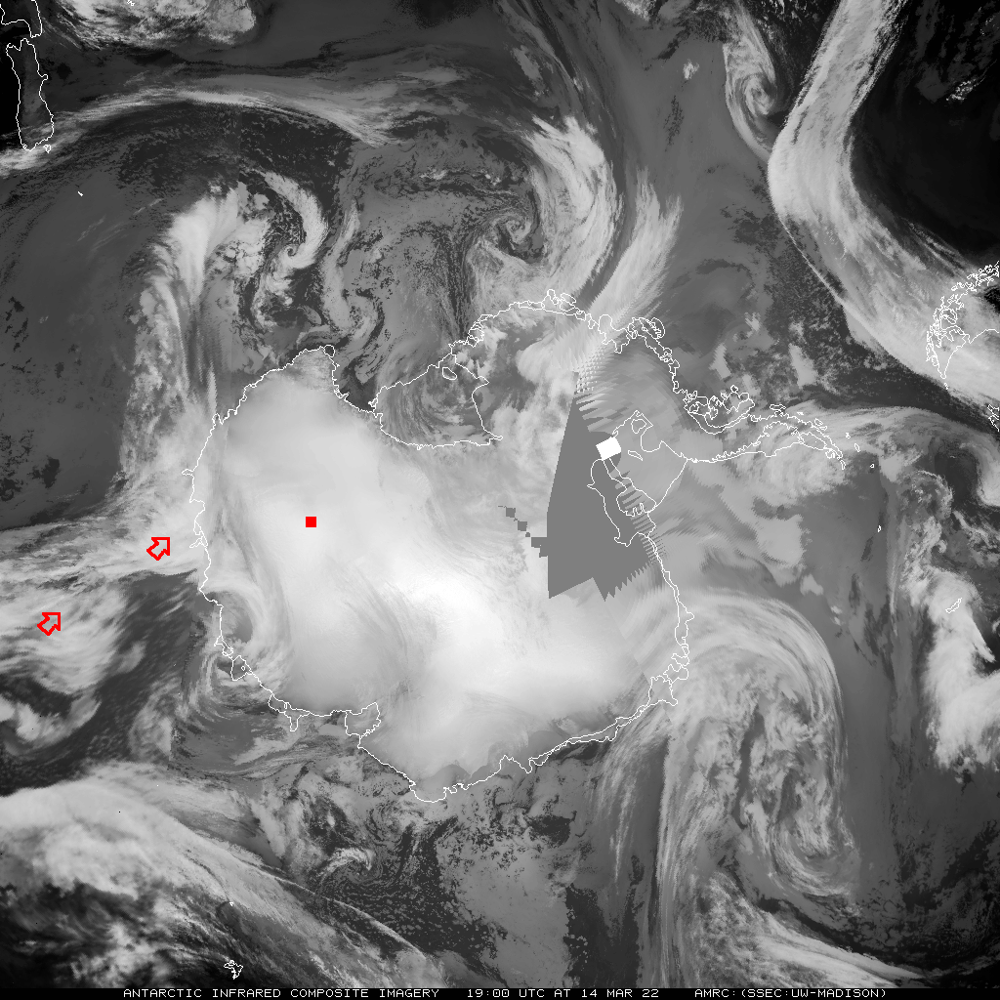 ANTARCTIC INFRARED COMPOSITE IMAGERY 19:00 UTC AT 14 MAR 22 AMRC:(SSEC:UW-MADISON)